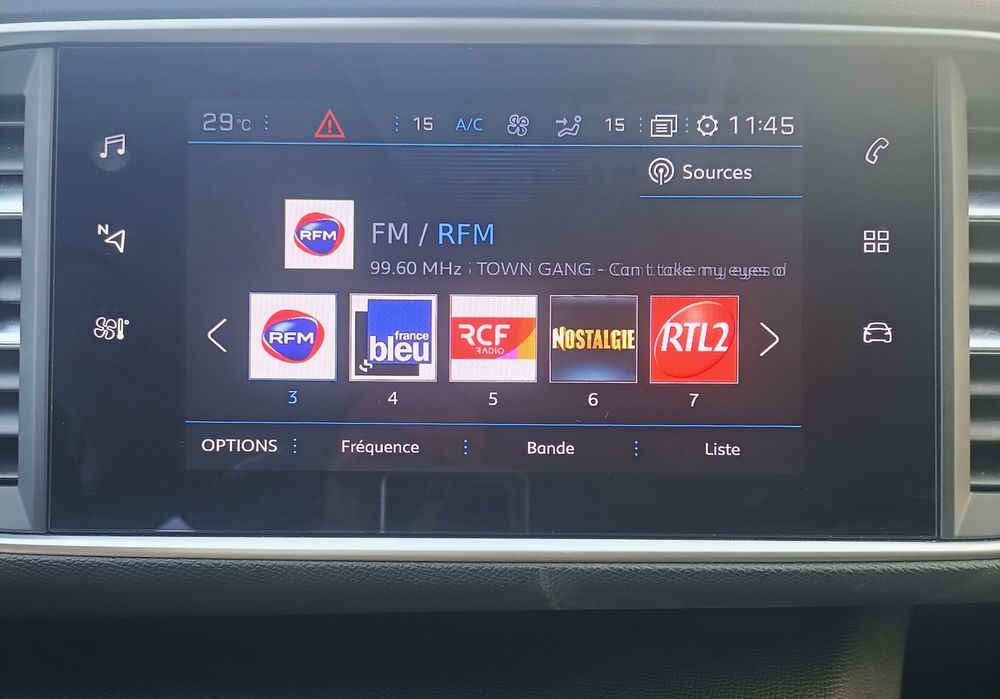 29°C 15 A/C 15 11:45
Sources
RFM
FM / RFM
99.60 MHz TOWN GANG - Can t take my eyes o
N
RFM
france
bleu
RCF
RADIO
NOSTALGIE
RTL2
3 4 5 6 7
OPTIONS Fréquence Bande Liste